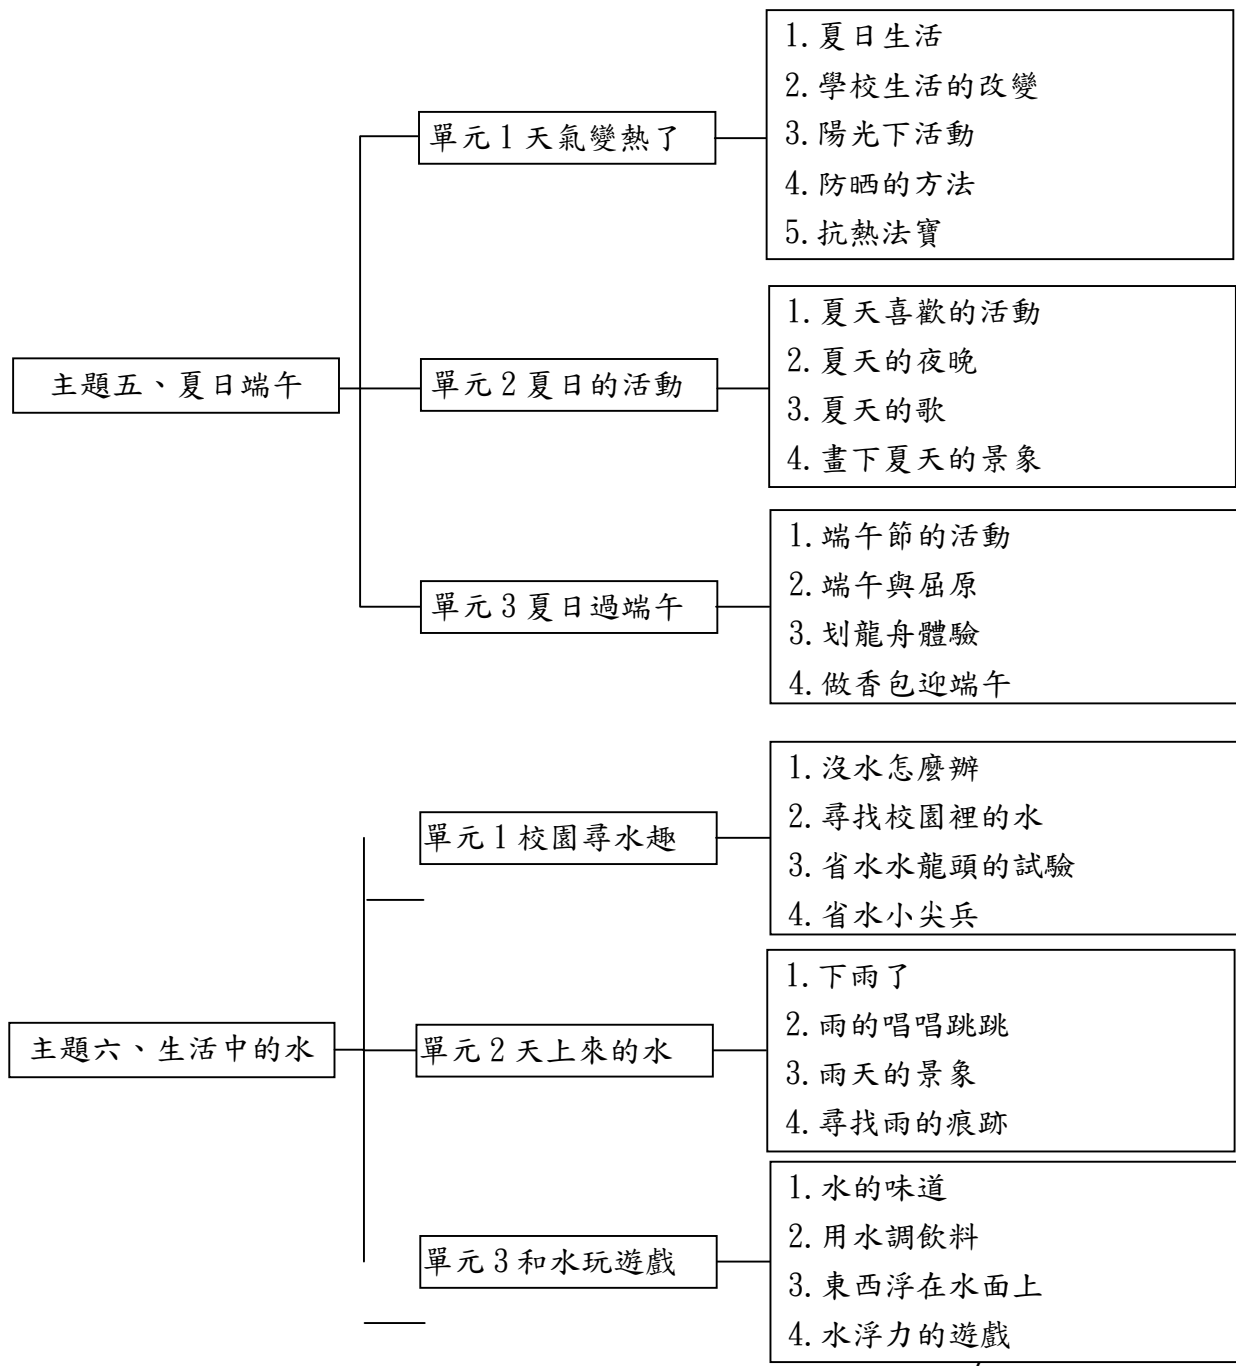 主題五、夏日端午
單元1天氣變熱了
1.夏日生活
2.學校生活的改變
3.陽光下活動
4.防晒的方法
5.抗熱法寶
單元2夏日的活動
1.夏天喜歡的活動
2.夏天的夜晚
3.夏天的歌
4.畫下夏天的景象
單元3夏日過端午
1.端午節的活動
2.端午與屈原
3.划龍舟體驗
4.做香包迎端午
主題六、生活中的水
單元1校園尋水趣
1.沒水怎麼辦
2.尋找校園裡的水
3.省水水龍頭的試驗
4.省水小尖兵
單元2天上來的水
1.下雨了
2.雨的唱唱跳跳
3.雨天的景象
4.尋找雨的痕跡
單元3和水玩遊戲
1.水的味道
2.用水調飲料
3.東西浮在水面上
4.水浮力的遊戲